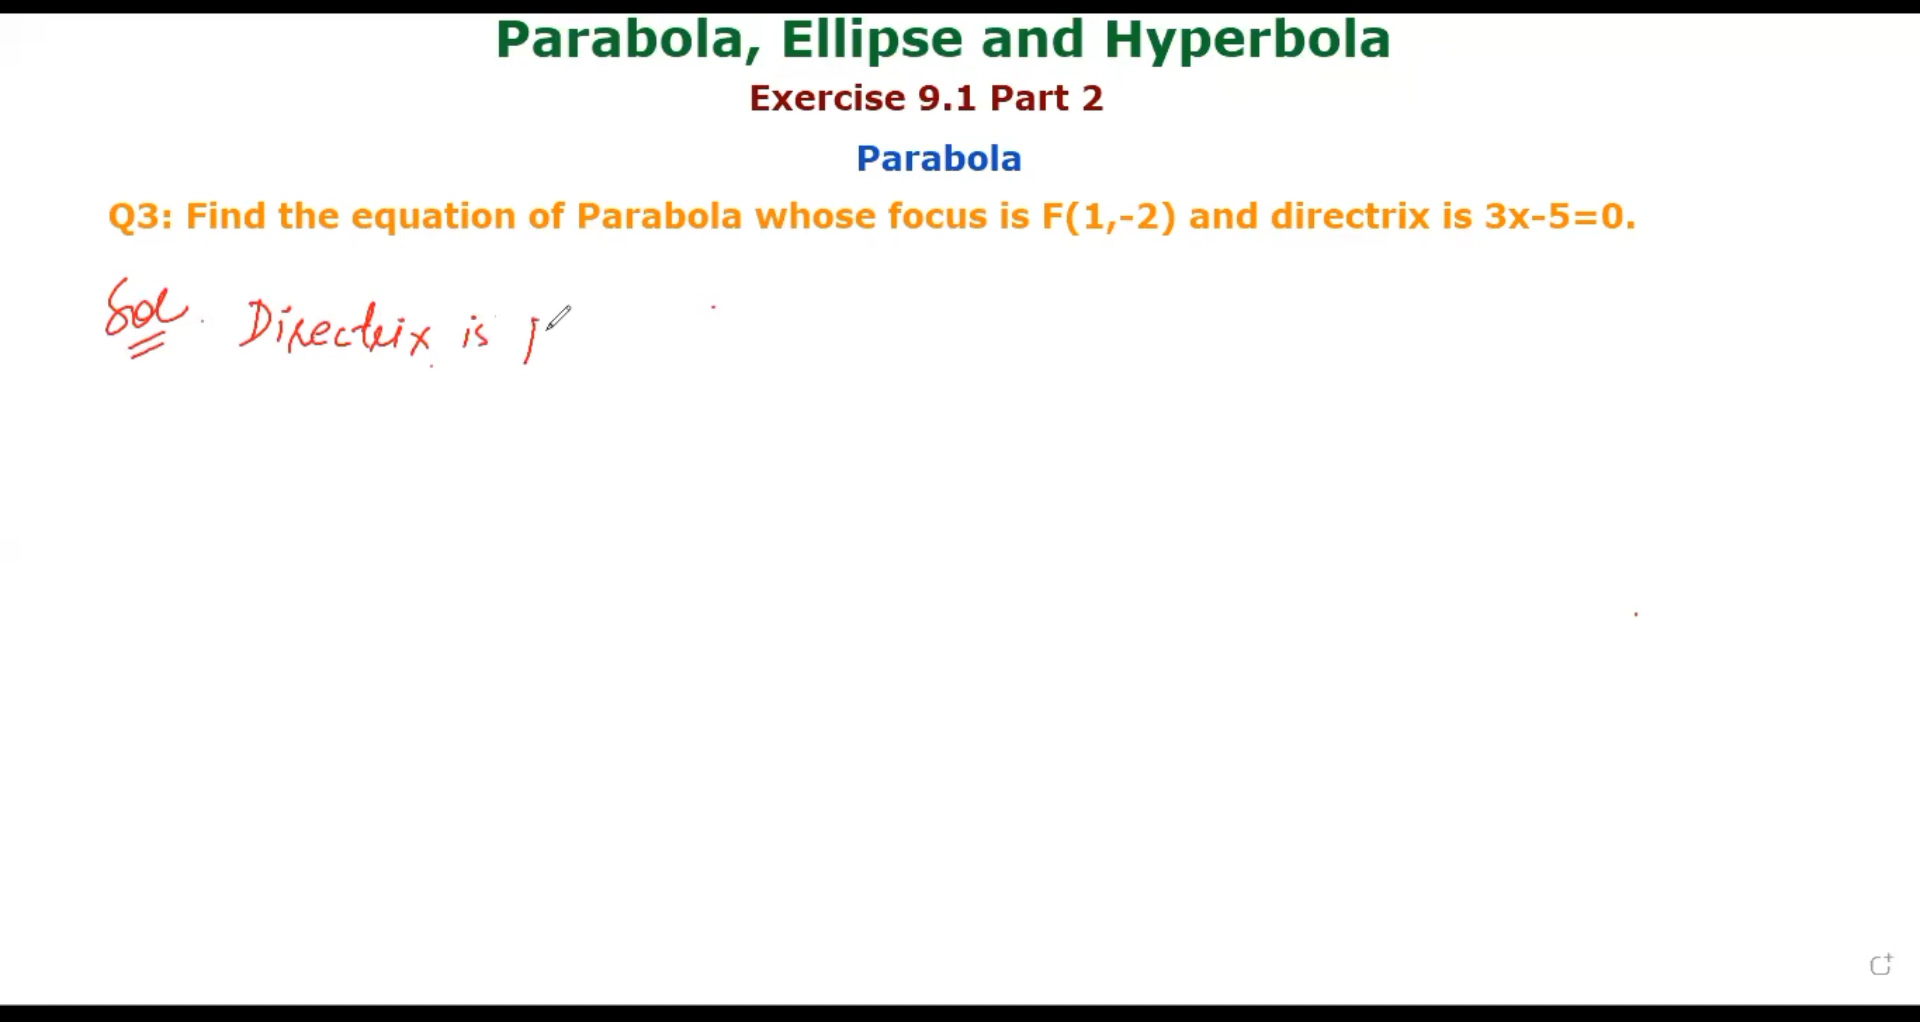 Parabola, Ellipse and Hyperbola
Exercise 9.1 Part 2
Parabola
Q3: Find the equation of Parabola whose focus is F(1,-2) and directrix is 3x-5=0.
Sol. Directrix is